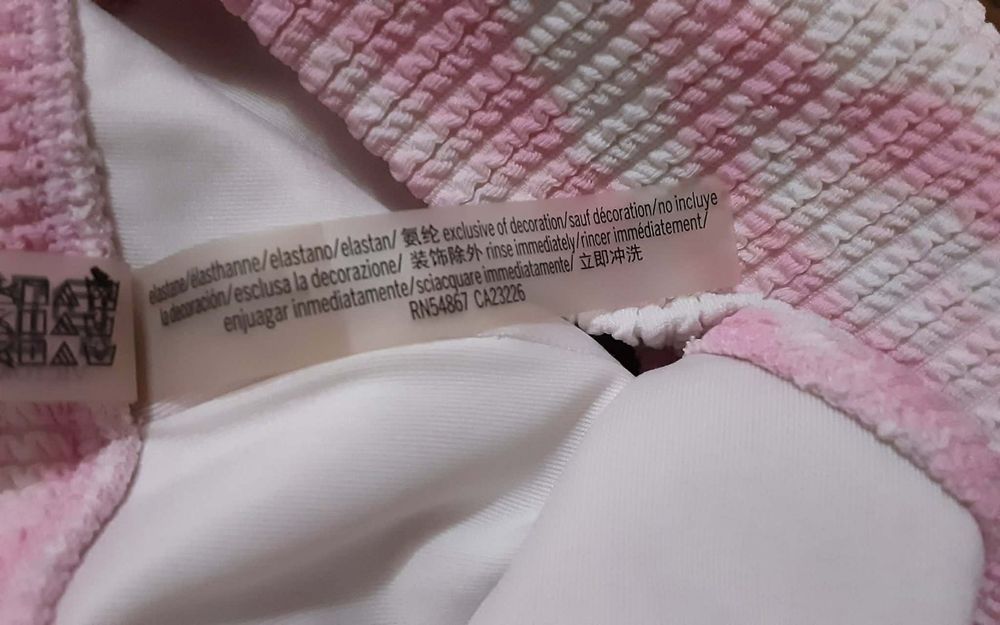 elastane/élasthanne/elastano/elastan/ 氨纶 exclusive of decoration/sauf décoration/no incluye
la decoración/esclusa la decorazione/ 装饰除外 rinse immediately/rincer immédiatement/
enjuagar inmediatamente/sciacquare immediatamente/ 立即冲洗
RN54867 CA23226